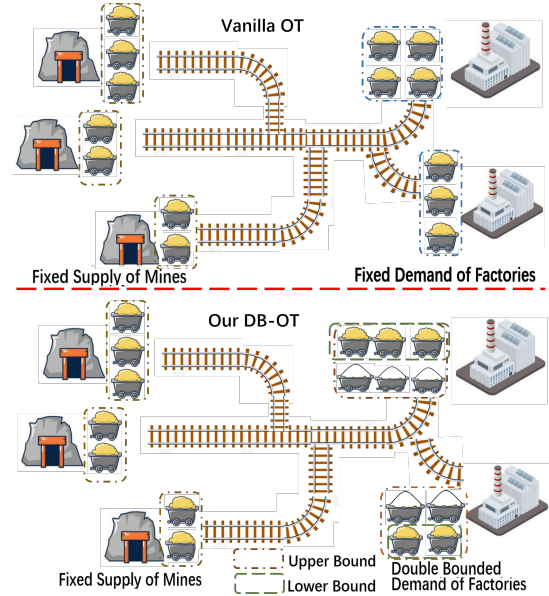 Vanilla OT
Fixed Supply of Mines
Fixed Demand of Factories
Our DB-OT
Upper Bound
Lower Bound
Fixed Supply of Mines
Double Bounded
Demand of Factories